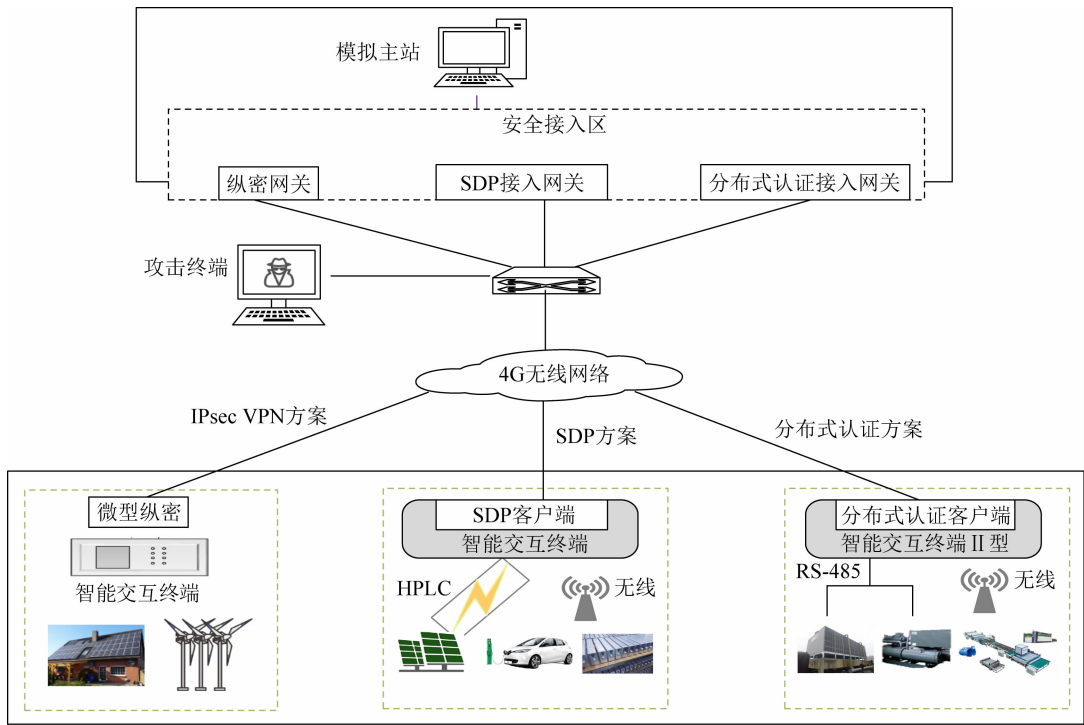 模拟主站
安全接入区
纵密网关
SDP接入网关
分布式认证接入网关
攻击终端
4G无线网络
IPsec VPN方案
SDP方案
分布式认证方案
微型纵密
智能交互终端
SDP客户端
智能交互终端
HPLC
无线
分布式认证客户端
智能交互终端Ⅱ型
RS-485
无线